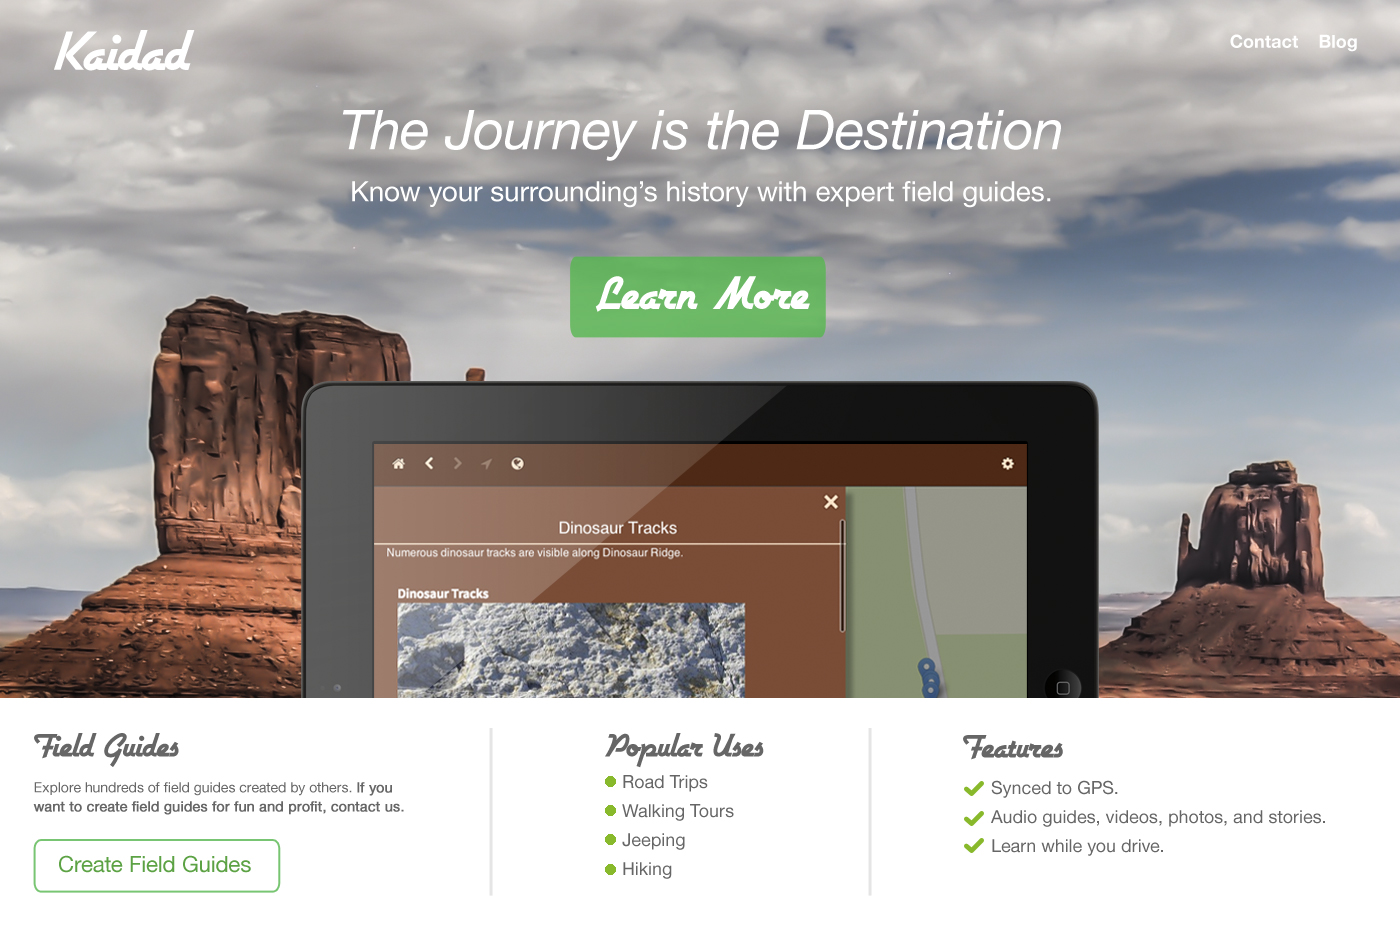 Kaidad
Contact Blog
The Journey is the Destination
Know your surrounding’s history with expert field guides.
Learn More
Dinosaur Tracks
Numerous dinosaur tracks are visible along Dinosaur Ridge.
Dinosaur Tracks
Field Guides
Explore hundreds of field guides created by others. If you
want to create field guides for fun and profit, contact us.
Create Field Guides
Popular Uses
Road Trips
Walking Tours
Jeeping
Hiking
Features
Synced to GPS.
Audio guides, videos, photos, and stories.
Learn while you drive.